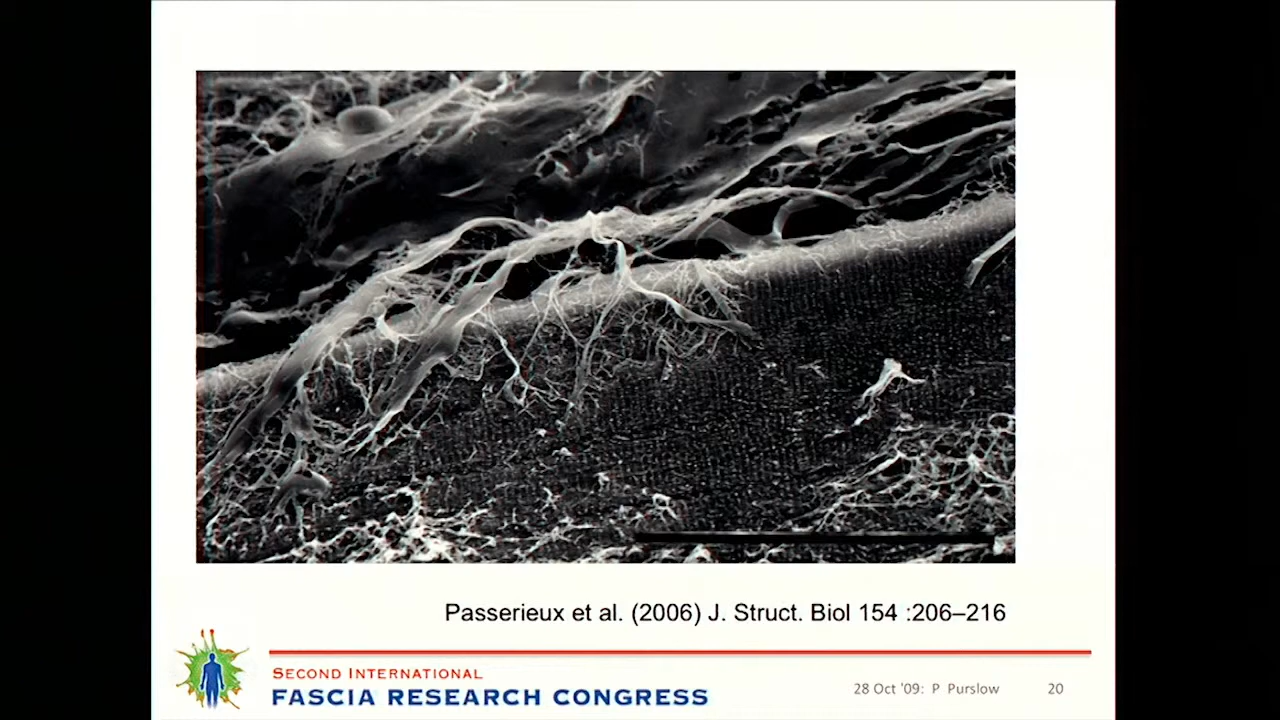 Passerieux et al. (2006) J. Struct. Biol 154 :206–216
SECOND INTERNATIONAL
FASCIA RESEARCH CONGRESS
28 Oct '09: P Purslow
20